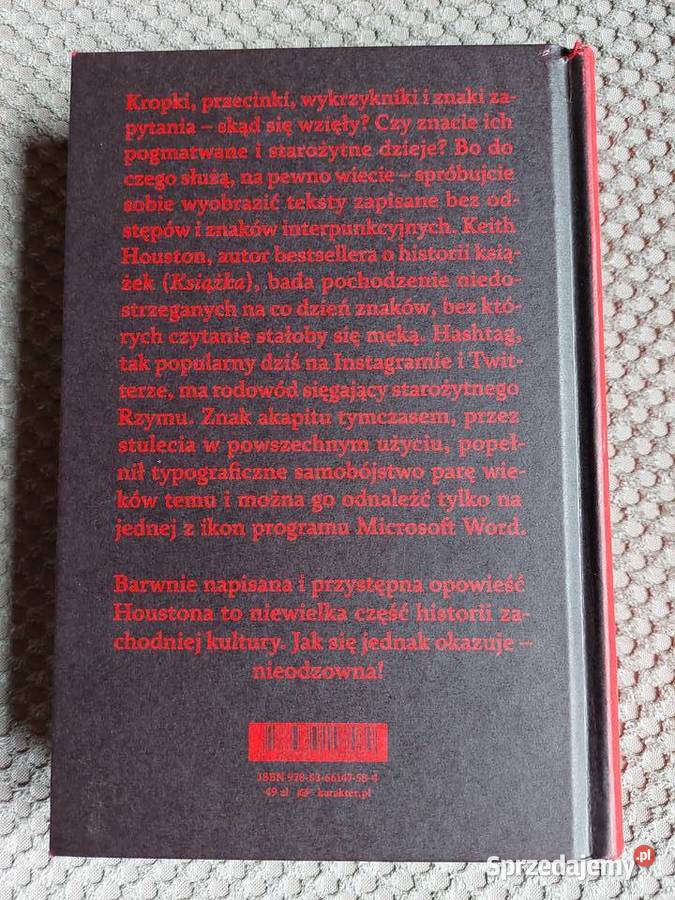 Kropki, przecinki, wykrzykniki i znaki za-
pytania – skąd się wzięły? Czy znacie ich
pogmatwane i starożytne dzieje? Bo do
czego służą, na pewno wiecie – spróbujcie
sobie wyobrazić teksty zapisane bez od-
stępów i znaków interpunkcyjnych. Keith
Houston, autor bestsellera o historii ksią-
żek (Książka), bada pochodzenie niedo-
strzeganych na co dzień znaków, bez któ-
rych czytanie stałoby się męką. Hashtag,
tak popularny dziś na Instagramie i Twit-
terze, ma rodowód sięgający starożytnego
Rzymu. Znak akapitu tymczasem, przez
stulecia w powszechnym użyciu, popeł-
nił typograficzne samobójstwo parę wie-
ków temu i można go odnaleźć tylko na
jednej z ikon programu Microsoft Word.
Barwnie napisana i przystępna opowieść
Houstona to niewielka część historii za-
chodniej kultury. Jak się jednak okazuje –
nieodzowna!
ISBN 978-83-66147-58-4
49 zł ☞ karakter.pl
Sprzedajemy.pl